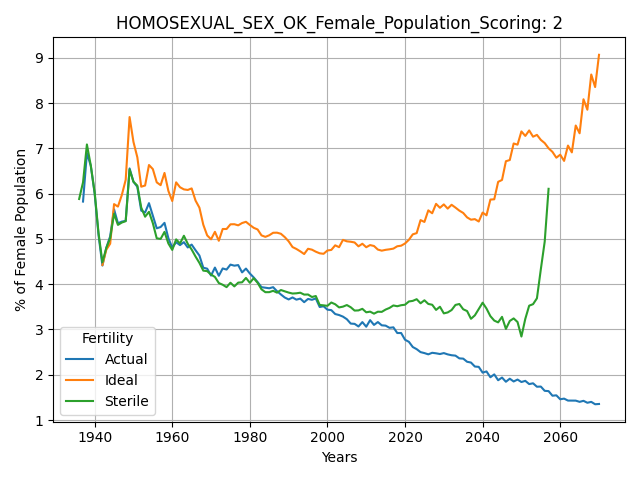 HOMOSEXUAL_SEX_OK_Female_Population_Scoring: 2
% of Female Population
9
8
7
6
5
4
3
2
1
Fertility
Actual
Ideal
Sterile
1940 1960 1980 2000 2020 2040 2060
Years